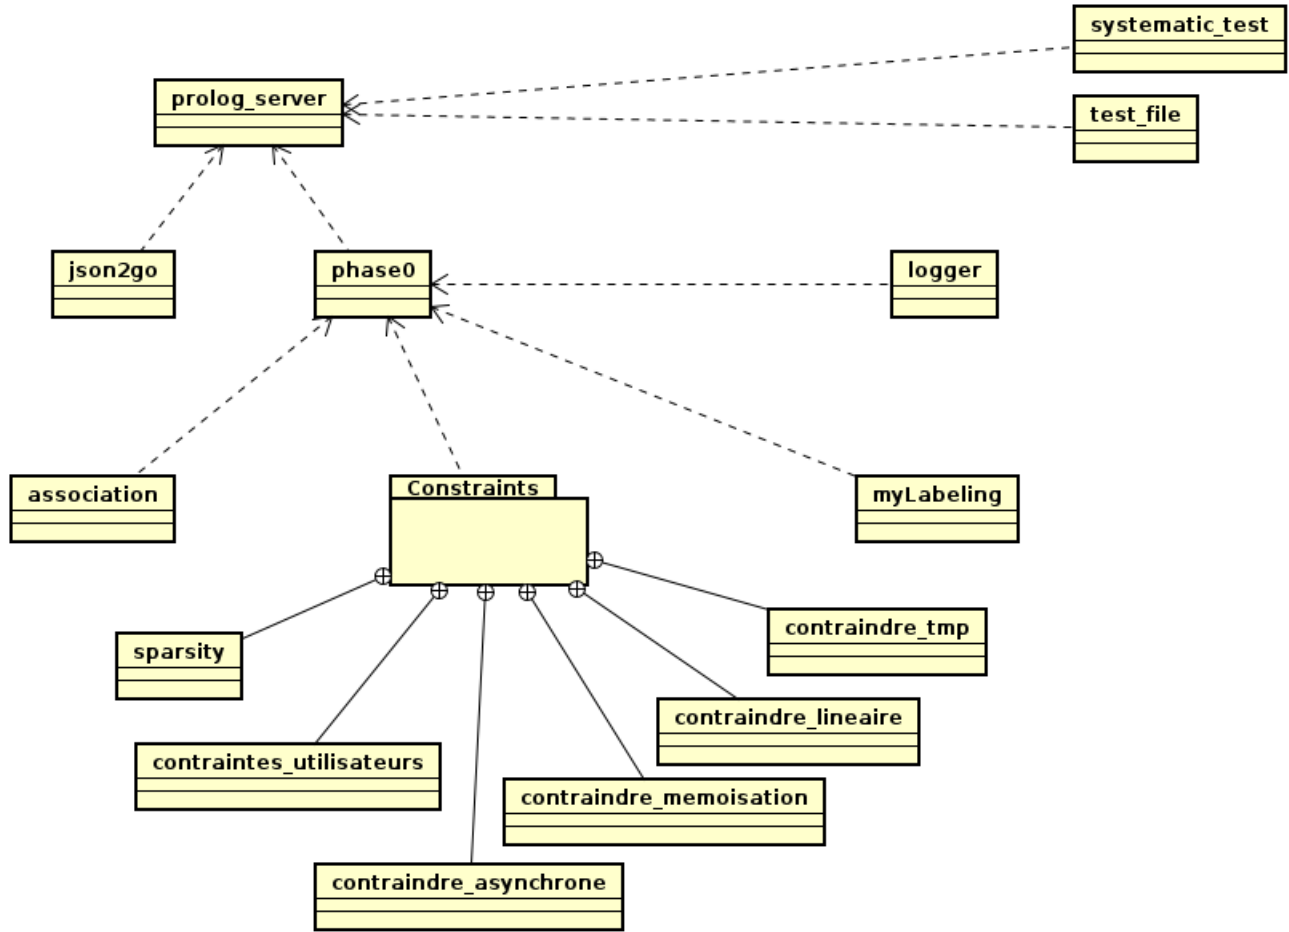 systematic_test
prolog_server
test_file
json2go
phase0
logger
association
Constraints
myLabeling
contraindre_tmp
sparsity
contraindre_lineaire
contraintes_utilisateurs
contraindre_memoisation
contraindre_asynchrone